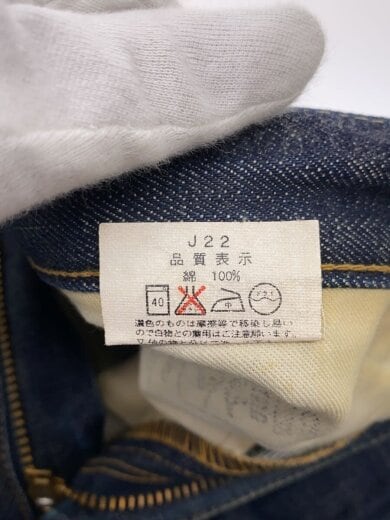 J22
品質表示
綿 100%
40 中
濃色のものは摩擦等で移染し易い
ので白物との着用はご注意願います。